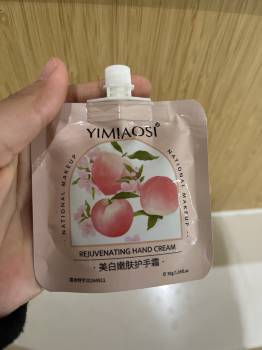 YIMIAOSI®
NATIONAL MAKEUP
NATIONAL MAKEUP
REJUVENATING HAND CREAM
·美白嫩肤护手霜·